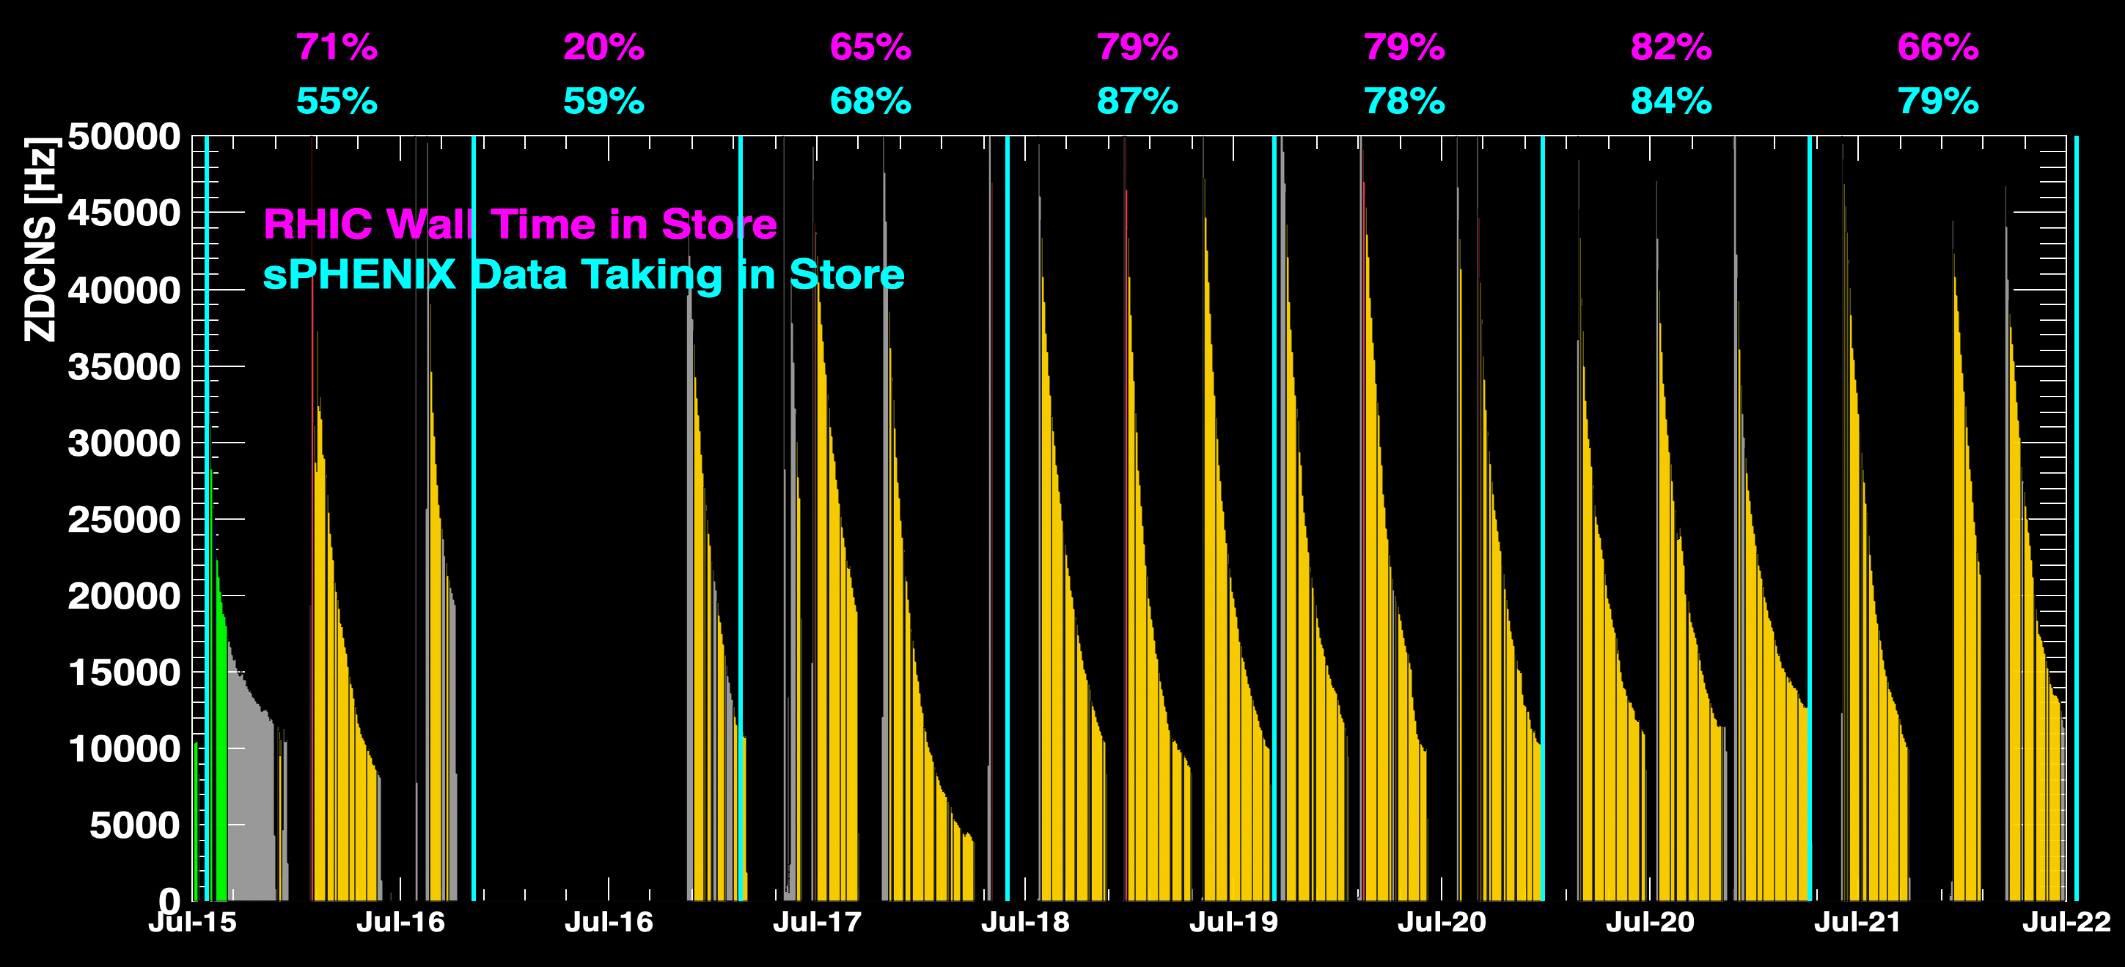 71% 20% 65% 79% 79% 82% 66%
55% 59% 68% 87% 78% 84% 79%
ZDCNS [Hz]
50000
45000
40000
35000
30000
25000
20000
15000
10000
5000
0
RHIC Wall Time in Store
sPHENIX Data Taking in Store
Jul-15 Jul-16 Jul-16 Jul-17 Jul-18 Jul-19 Jul-20 Jul-20 Jul-21 Jul-22